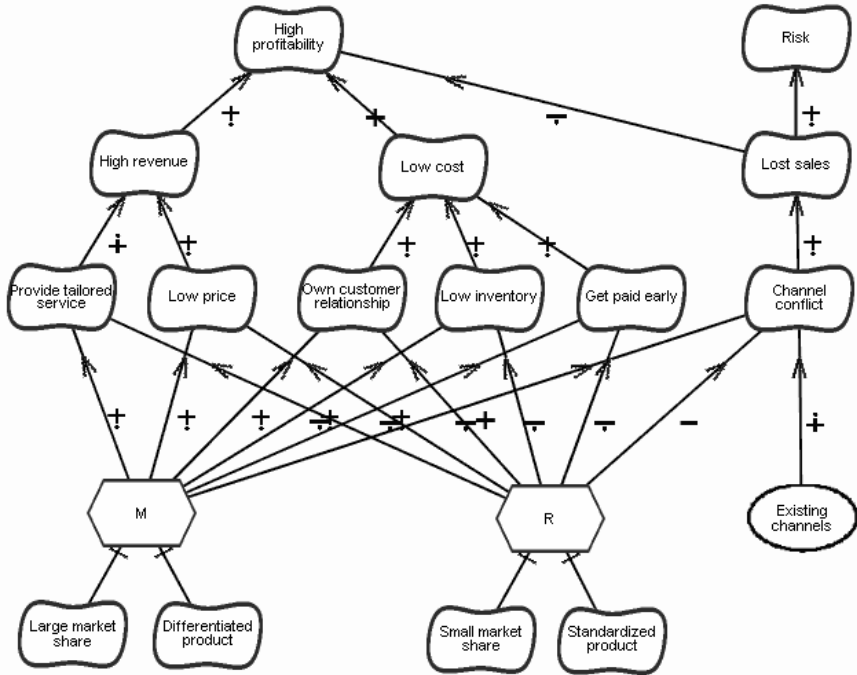 High
profitability
Risk
High revenue
Low cost
Lost sales
Provide tailored
service
Low price
Own customer
relationship
Low inventory
Get paid early
Channel
conflict
M
R
Existing
channels
Large market
share
Differentiated
product
Small market
share
Standardized
product